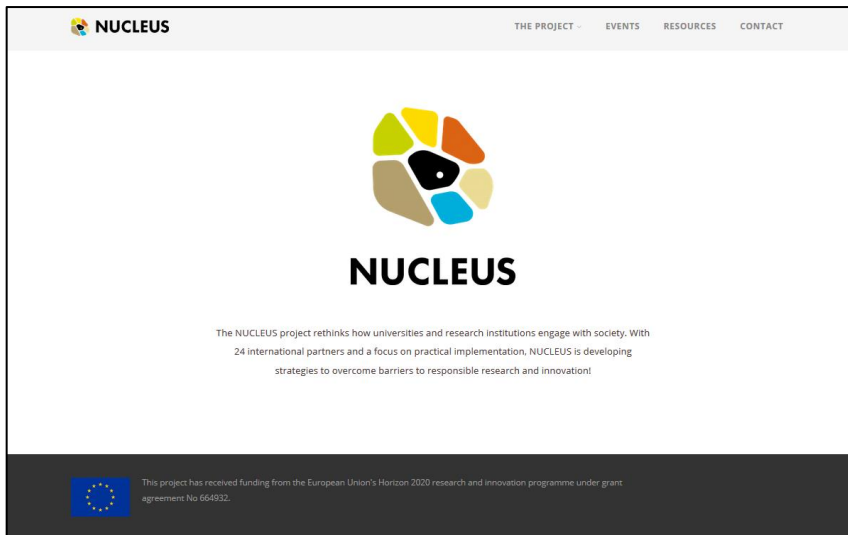 NUCLEUS
THE PROJECT
EVENTS
RESOURCES
CONTACT
NUCLEUS
The NUCLEUS project rethinks how universities and research institutions engage with society. With
24 international partners and a focus on practical implementation, NUCLEUS is developing
strategies to overcome barriers to responsible research and innovation!
This project has received funding from the European Union's Horizon 2020 research and innovation programme under grant
agreement No 664932.